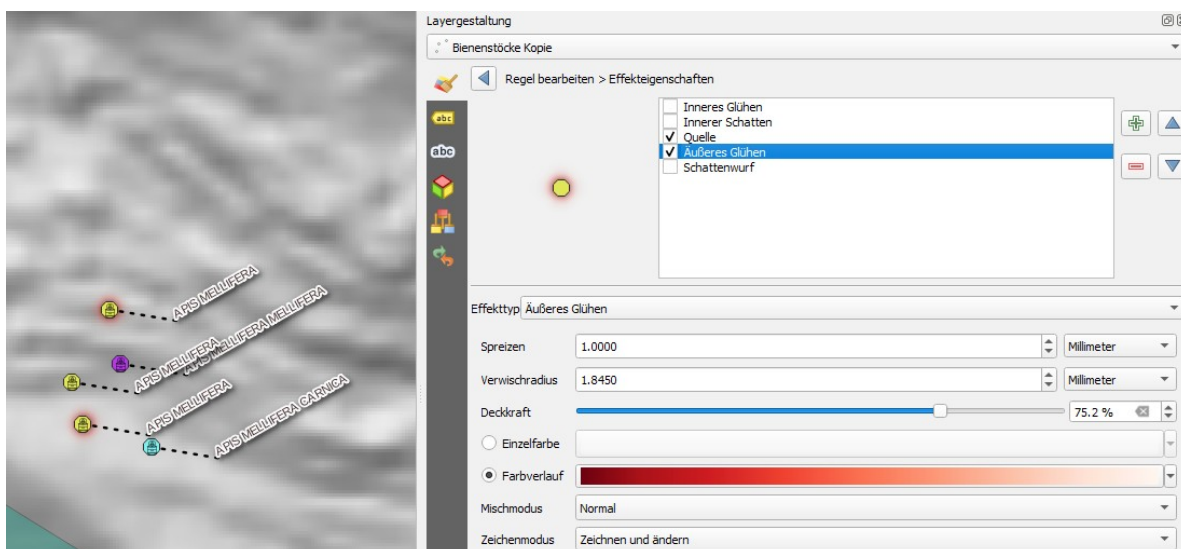 Layergestaltung
Bienenstöcke Kopie
Regel bearbeiten > Effekteigenschaften
abc
abc
Inneres Glühen
Innerer Schatten
Quelle
Äußeres Glühen
Schattenwurf
Effekttyp Äußeres Glühen
Spreizen 1.0000 Millimeter
Verwischradius 1.8450 Millimeter
Deckkraft 75.2 %
Einzelfarbe
Farbverlauf
Mischmodus Normal
Zeichenmodus Zeichnen und ändern
APIS MELLIFERA
APIS MELLIFERA MELLIFERA
APIS MELLIFERA
APIS MELLIFERA
APIS MELLIFERA CARNICA